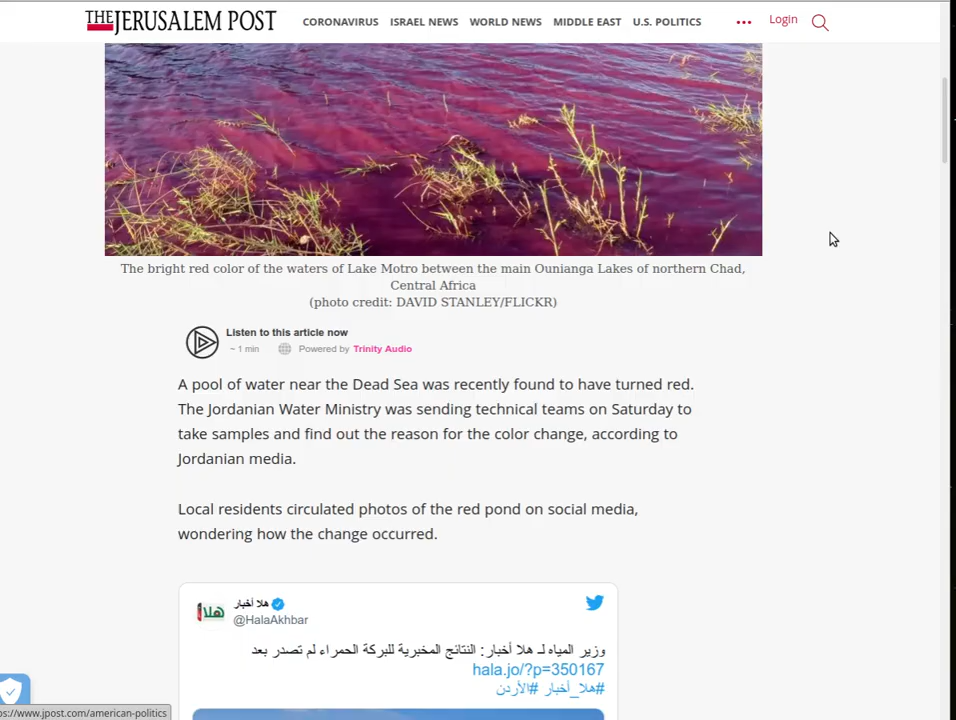 THE JERUSALEM POST
CORONAVIRUS ISRAEL NEWS WORLD NEWS MIDDLE EAST U.S. POLITICS ••• Login
The bright red color of the waters of Lake Motro between the main Ounianga Lakes of northern Chad,
Central Africa
(photo credit: DAVID STANLEY/FLICKR)
Listen to this article now
~ 1 min Powered by Trinity Audio
A pool of water near the Dead Sea was recently found to have turned red.
The Jordanian Water Ministry was sending technical teams on Saturday to
take samples and find out the reason for the color change, according to
Jordanian media.
Local residents circulated photos of the red pond on social media,
wondering how the change occurred.
هلا
هلا أخبار
@HalaAkhbar
وزير المياه لـ هلا أخبار: النتائج المخبرية للبركة الحمراء لم تصدر بعد
hala.jo/?p=350167
#هلا_أخبار #الأردن
ps://www.jpost.com/american-politics